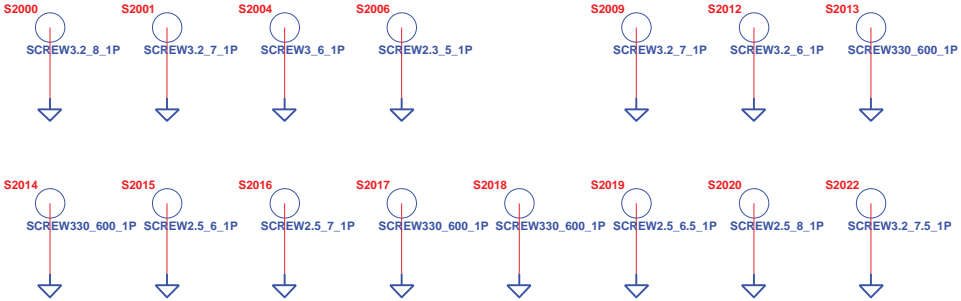 S2000 S2001 S2004 S2006 S2009 S2012 S2013
SCREW3.2_8_1P SCREW3.2_7_1P SCREW3_6_1P SCREW2.3_5_1P SCREW3.2_7_1P SCREW3.2_6_1P SCREW330_600_1P
S2014 S2015 S2016 S2017 S2018 S2019 S2020 S2022
SCREW330_600_1P SCREW2.5_6_1P SCREW2.5_7_1P SCREW330_600_1P SCREW330_600_1P SCREW2.5_6.5_1P SCREW2.5_8_1P SCREW3.2_7.5_1P